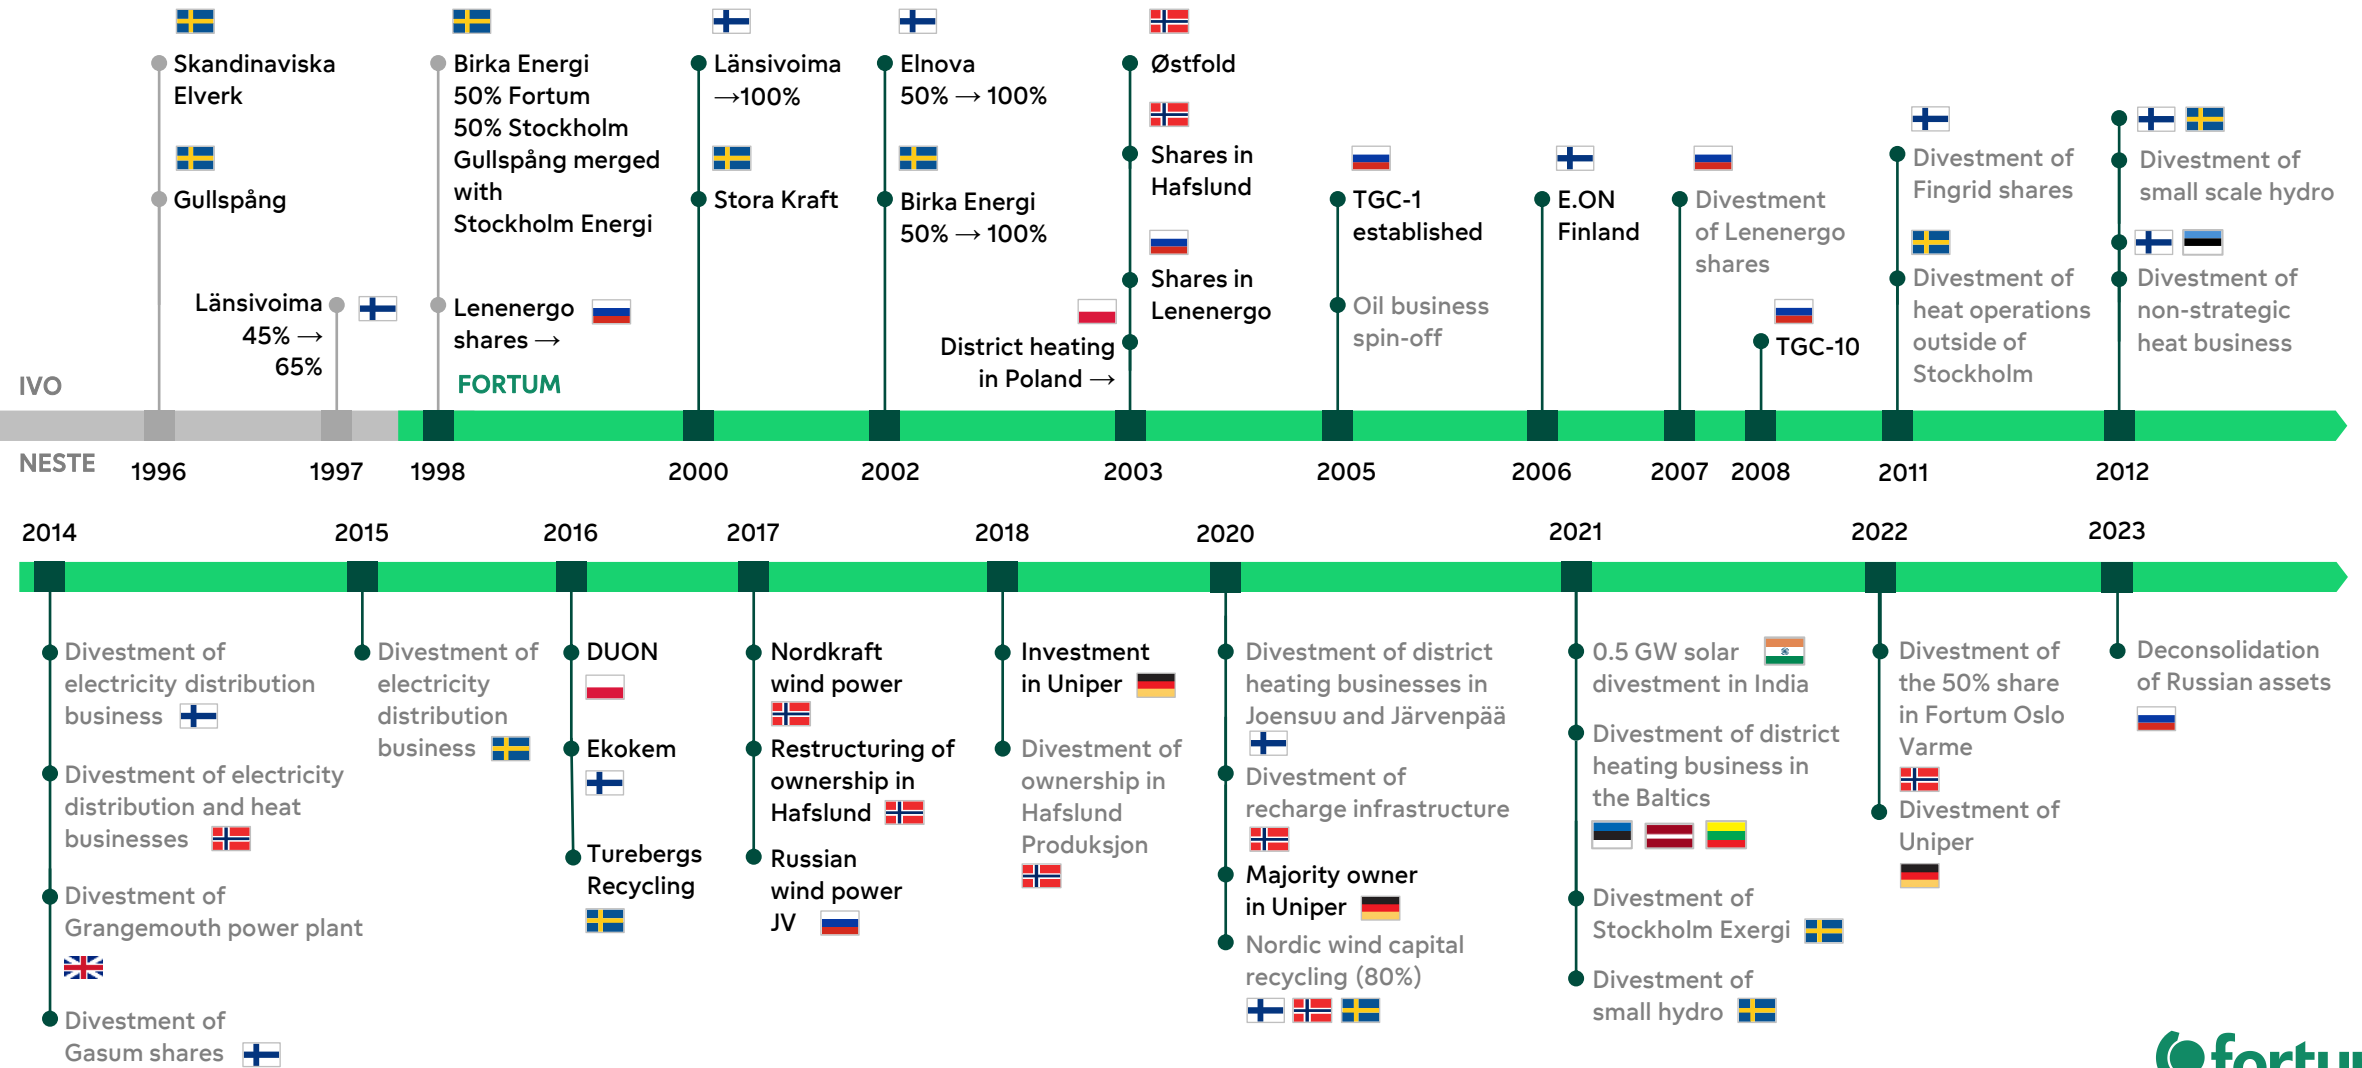 Skandinaviska
Elverk
Gullspång
Länsivoima
45% →
65%
Birka Energi
50% Fortum
50% Stockholm
Gullspång merged
with
Stockholm Energi
Lenenergo
shares →
Länsivoima
→100%
Stora Kraft
Elnova
50% → 100%
Birka Energi
50% → 100%
Østfold
Shares in
Hafslund
Shares in
Lenenergo
District heating
in Poland →
TGC-1
established
Oil business
spin-off
E.ON
Finland
Divestment
of Lenenergo
shares
TGC-10
Divestment of
Fingrid shares
Divestment of
heat operations
outside of
Stockholm
Divestment of
small scale hydro
Divestment of
non-strategic
heat business
IVO
FORTUM
NESTE
1996
1997
1998
2000
2002
2003
2005
2006
2007
2008
2011
2012
2014
2015
2016
2017
2018
2020
2021
2022
2023
Divestment of
electricity distribution
business
Divestment of electricity
distribution and heat
businesses
Divestment of
Grangemouth power plant
Divestment of
Gasum shares
Divestment of
electricity
distribution
business
DUON
Ekokem
Turebergs
Recycling
Nordkraft
wind power
Restructuring of
ownership in
Hafslund
Russian
wind power
JV
Investment
in Uniper
Divestment of
ownership in
Hafslund
Produksjon
Divestment of district
heating businesses in
Joensuu and Järvenpää
Divestment of
recharge infrastructure
Majority owner
in Uniper
Nordic wind capital
recycling (80%)
0.5 GW solar
divestment in India
Divestment of district
heating business in
the Baltics
Divestment of
Stockholm Exergi
Divestment of
small hydro
Divestment of
the 50% share
in Fortum Oslo
Varme
Divestment of
Uniper
Deconsolidation
of Russian assets